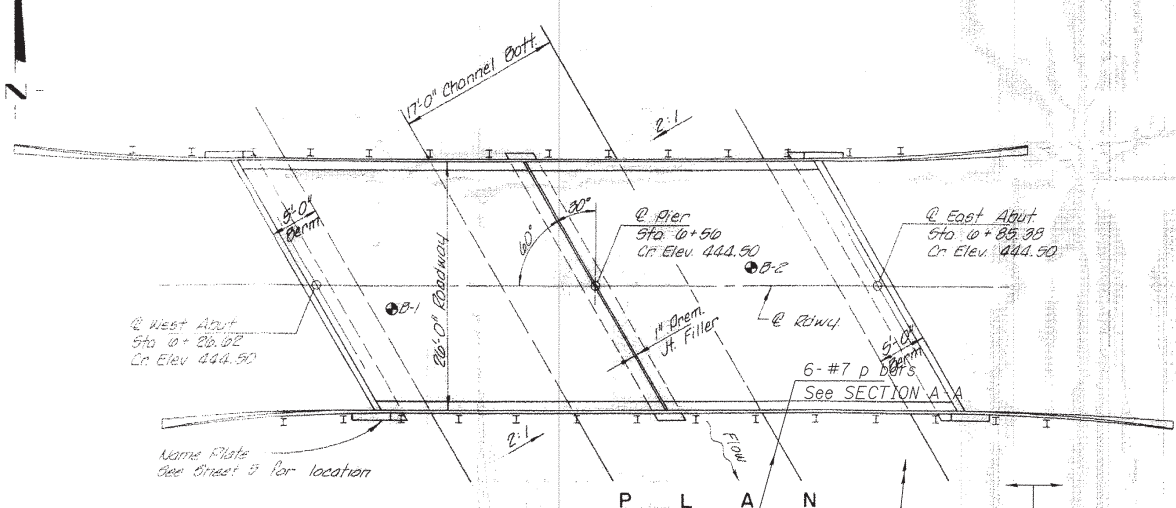 N
17'-0" Channel Bott.
2:1
5'-0"
Berm
26'-0" Roadway
60°
30°
℄ Pier
Sta. 6+56
Cr. Elev. 444.50
℄ East Abut.
Sta. 6+85.38
Cr. Elev. 444.50
B-1
B-2
℄ Rdwy.
℄ West Abut.
Sta. 6+26.62
Cr. Elev. 444.50
1" Prem.
Jt. Filler
5'-0"
Berm
6-#7 p bars
See SECTION A-A
Name Plate
See Sheet 5 for location
2:1
Flow
PLAN